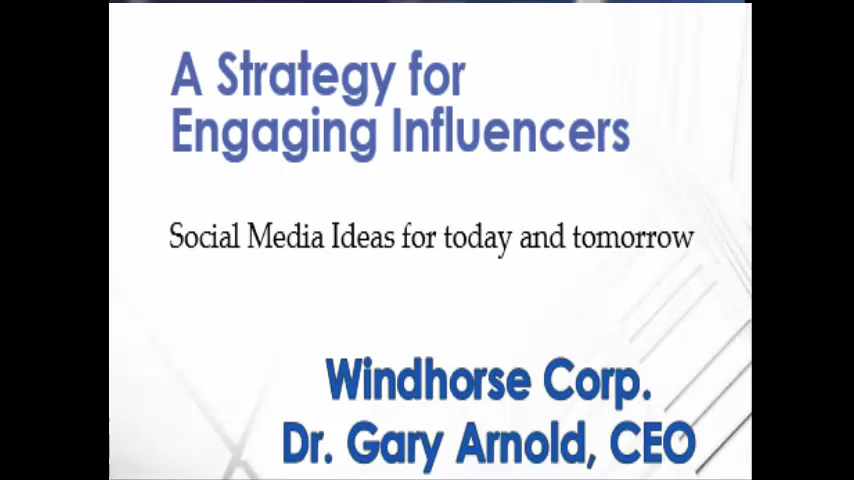 A Strategy for
Engaging Influencers
Social Media Ideas for today and tomorrow
Windhorse Corp.
Dr. Gary Arnold, CEO